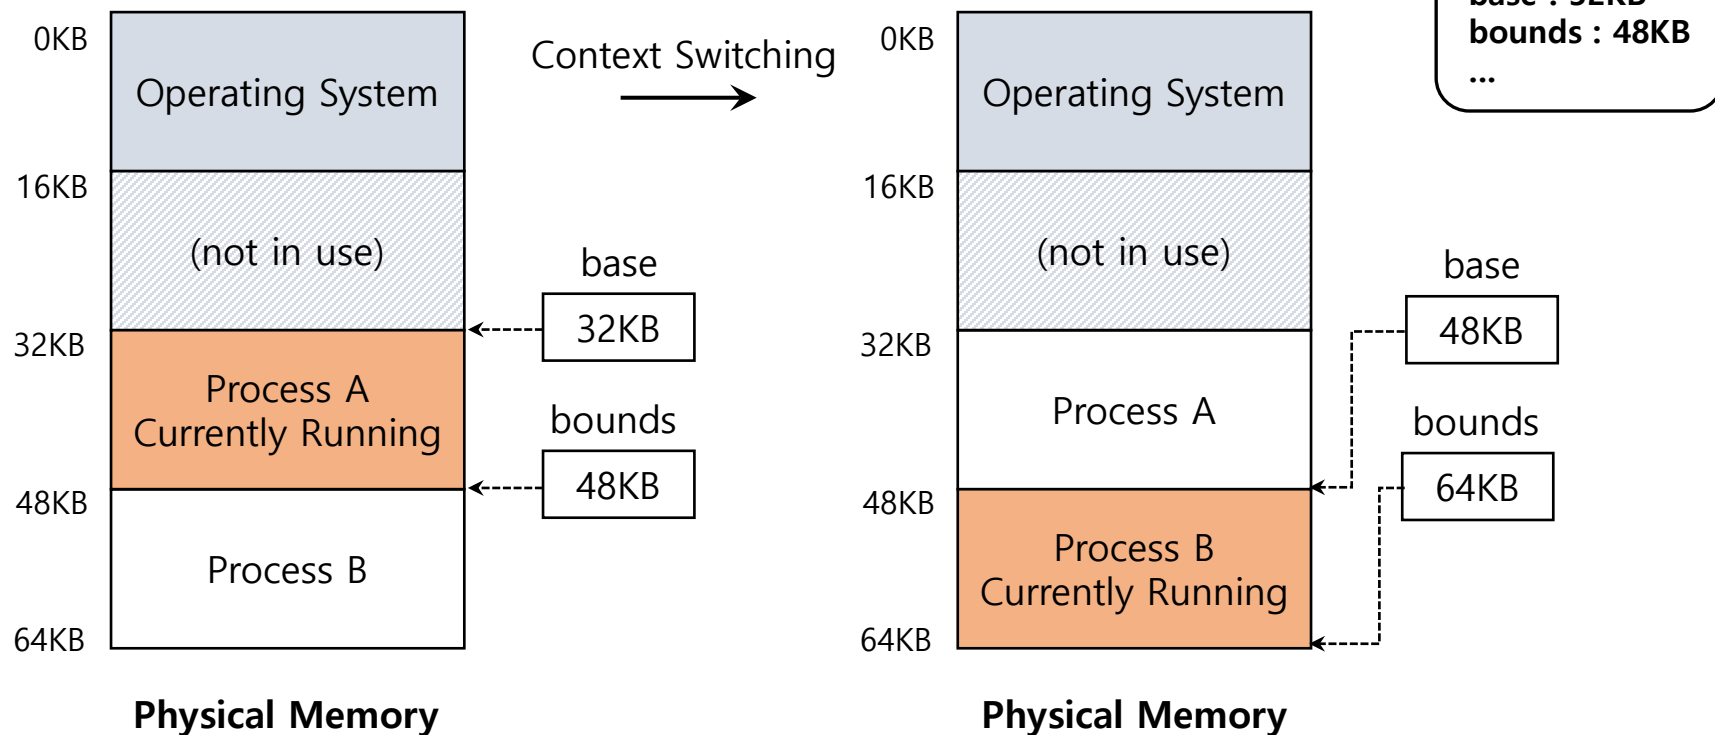 0KB
Operating System
16KB
(not in use)
32KB
Process A
Currently Running
48KB
Process B
64KB
Physical Memory
base
32KB
bounds
48KB
Context Switching
0KB
Operating System
16KB
(not in use)
32KB
Process A
48KB
Process B
Currently Running
64KB
Physical Memory
base
48KB
bounds
64KB
base : 32KB
bounds : 48KB
...